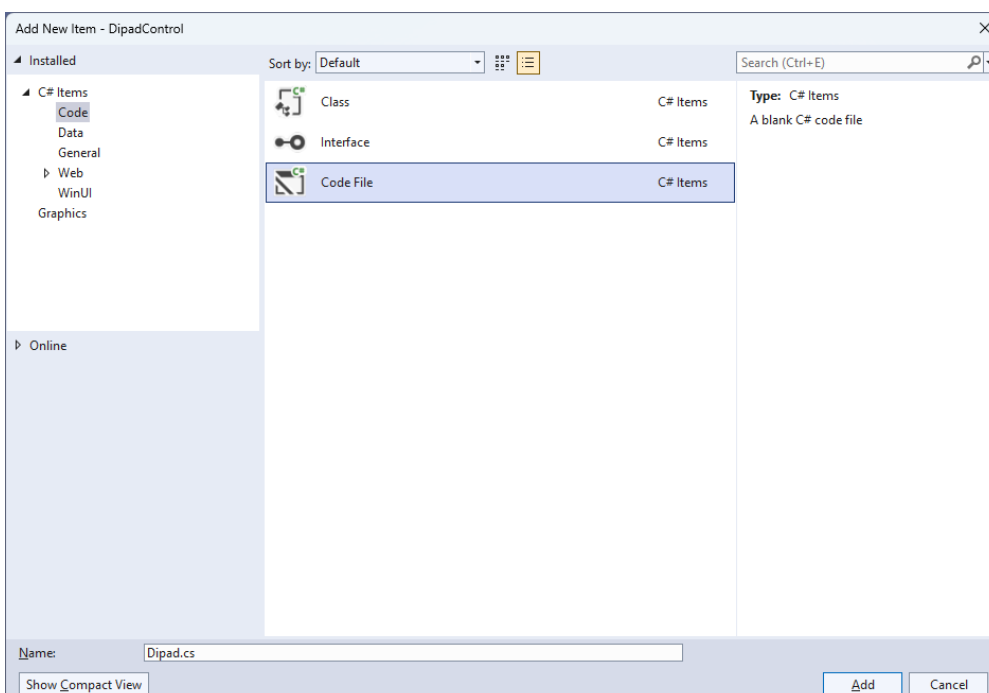 Add New Item - DipadControl
Installed
Sort by: Default
Search (Ctrl+E)
C# Items
Code
Data
General
Web
WinUI
Graphics
Online
Class C# Items
Interface C# Items
Code File C# Items
Type: C# Items
A blank C# code file
Name: Dipad.cs
Show Compact View
Add
Cancel